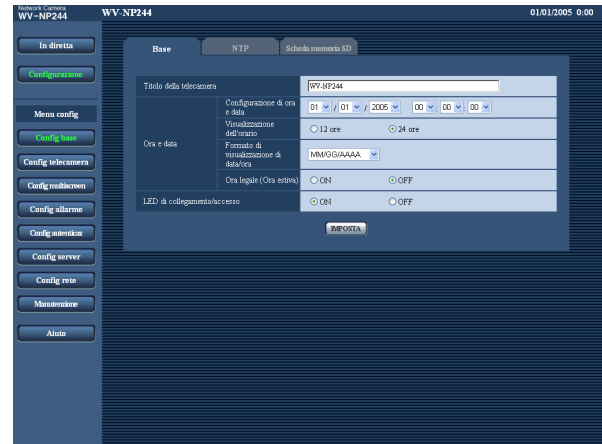 Network Camera
WV-NP244
WV-NP244
01/01/2005 0:00
In diretta
Configurazione
Menu config
Config base
Config telecamera
Config multiscreen
Config allarme
Config autenticaz
Config server
Config rete
Manutenzione
Aiuto
Base
NTP
Scheda memoria SD
Titolo della telecamera
WV-NP244
Ora e data
Configurazione di ora
e data
01 / 01 / 2005 00 : 00 : 00
Visualizzazione
dell'orario
12 ore 24 ore
Formato di
visualizzazione di
data/ora
MM/GG/AAAA
Ora legale (Ora estiva)
ON OFF
LED di collegamento/accesso
ON OFF
IMPOSTA